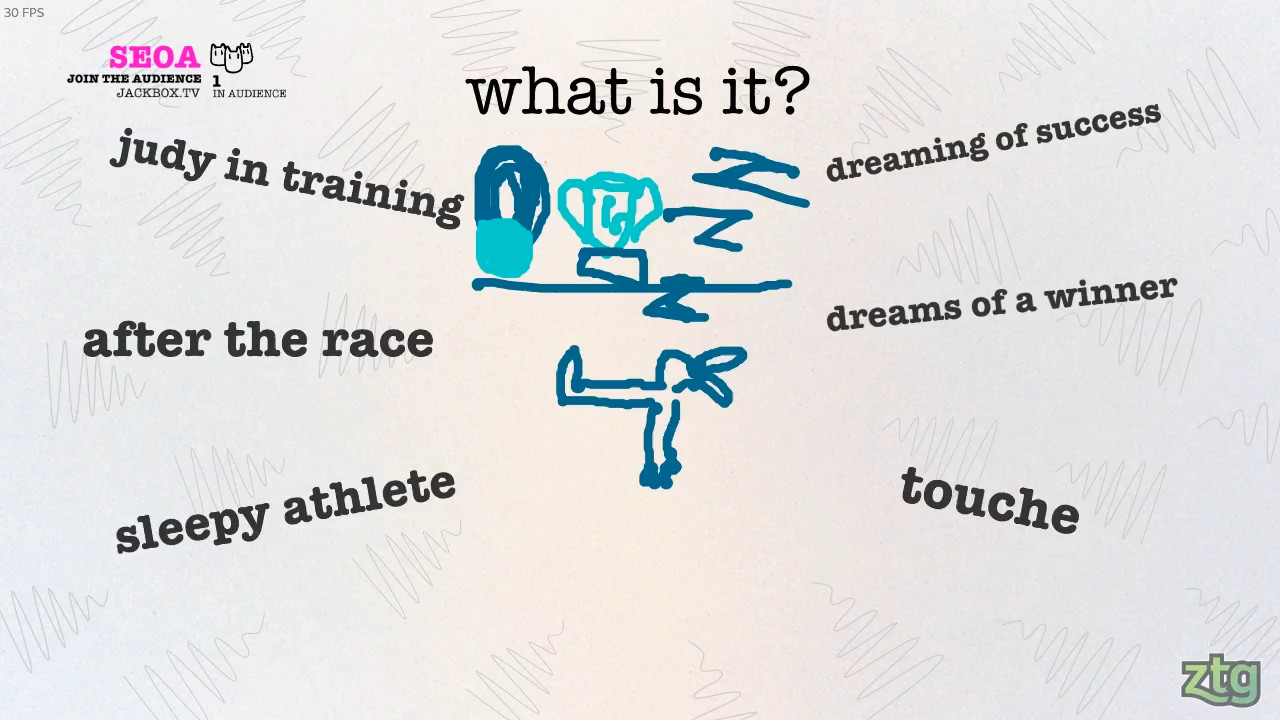 30 FPS
SEOA
JOIN THE AUDIENCE
JACKBOX.TV
1
IN AUDIENCE
what is it?
judy in training
dreaming of success
after the race
dreams of a winner
sleepy athlete
touche
ztg